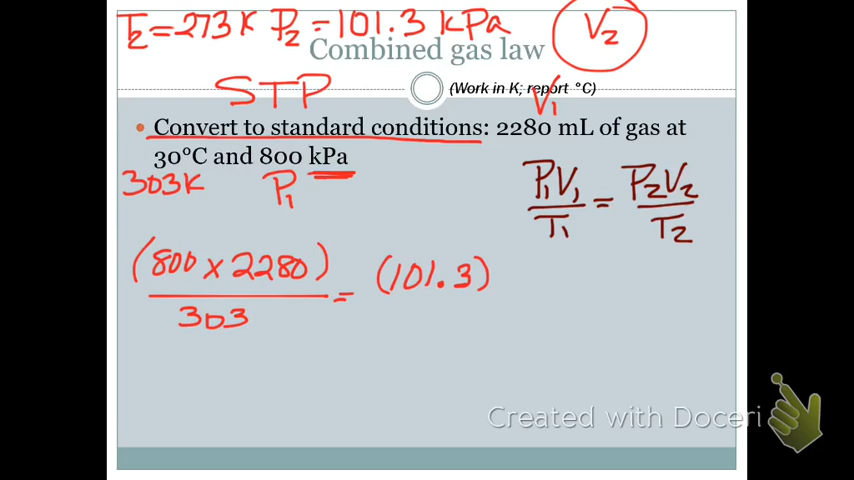 T2 = 273K P2 = 101.3 kPa V2
Combined gas law
STP (Work in K; report °C)
V1
• Convert to standard conditions: 2280 mL of gas at
30°C and 800 kPa
303K P1
P1V1 / T1 = P2V2 / T2
(800 x 2280) / 303 = (101.3)
Created with Doceri